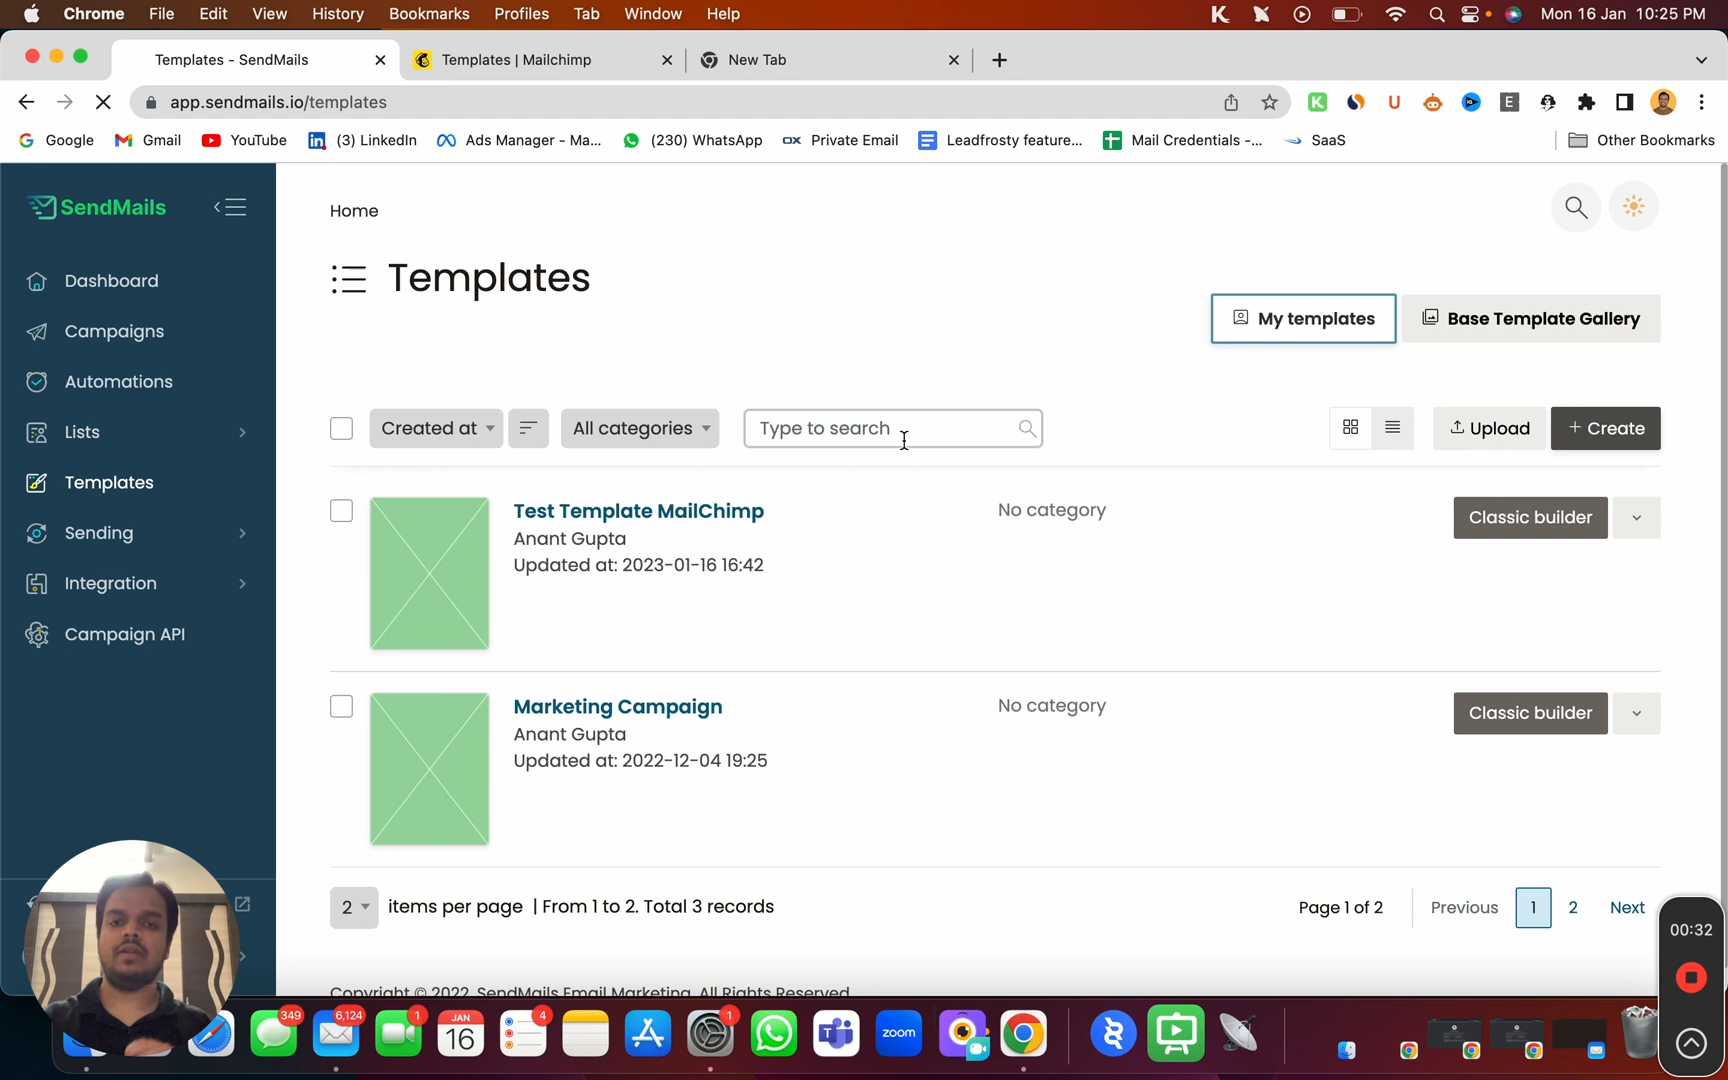 Chrome File Edit View History Bookmarks Profiles Tab Window Help Mon 16 Jan 10:25 PM
Templates - SendMails Templates | Mailchimp New Tab
app.sendmails.io/templates
Google Gmail YouTube (3) LinkedIn Ads Manager - Ma... (230) WhatsApp Private Email Leadfrosty feature... Mail Credentials -... SaaS Other Bookmarks
SendMails
Dashboard
Campaigns
Automations
Lists
Templates
Sending
Integration
Campaign API
Home
Templates
My templates Base Template Gallery
Created at All categories Type to search Upload + Create
Test Template MailChimp No category Classic builder
Anant Gupta
Updated at: 2023-01-16 16:42
Marketing Campaign No category Classic builder
Anant Gupta
Updated at: 2022-12-04 19:25
2 items per page | From 1 to 2. Total 3 records Page 1 of 2 Previous 1 2 Next
Copyright © 2022 SendMails Email Marketing. All Rights Reserved
00:32
349 6,124 1 JAN 16 4 1 zoom